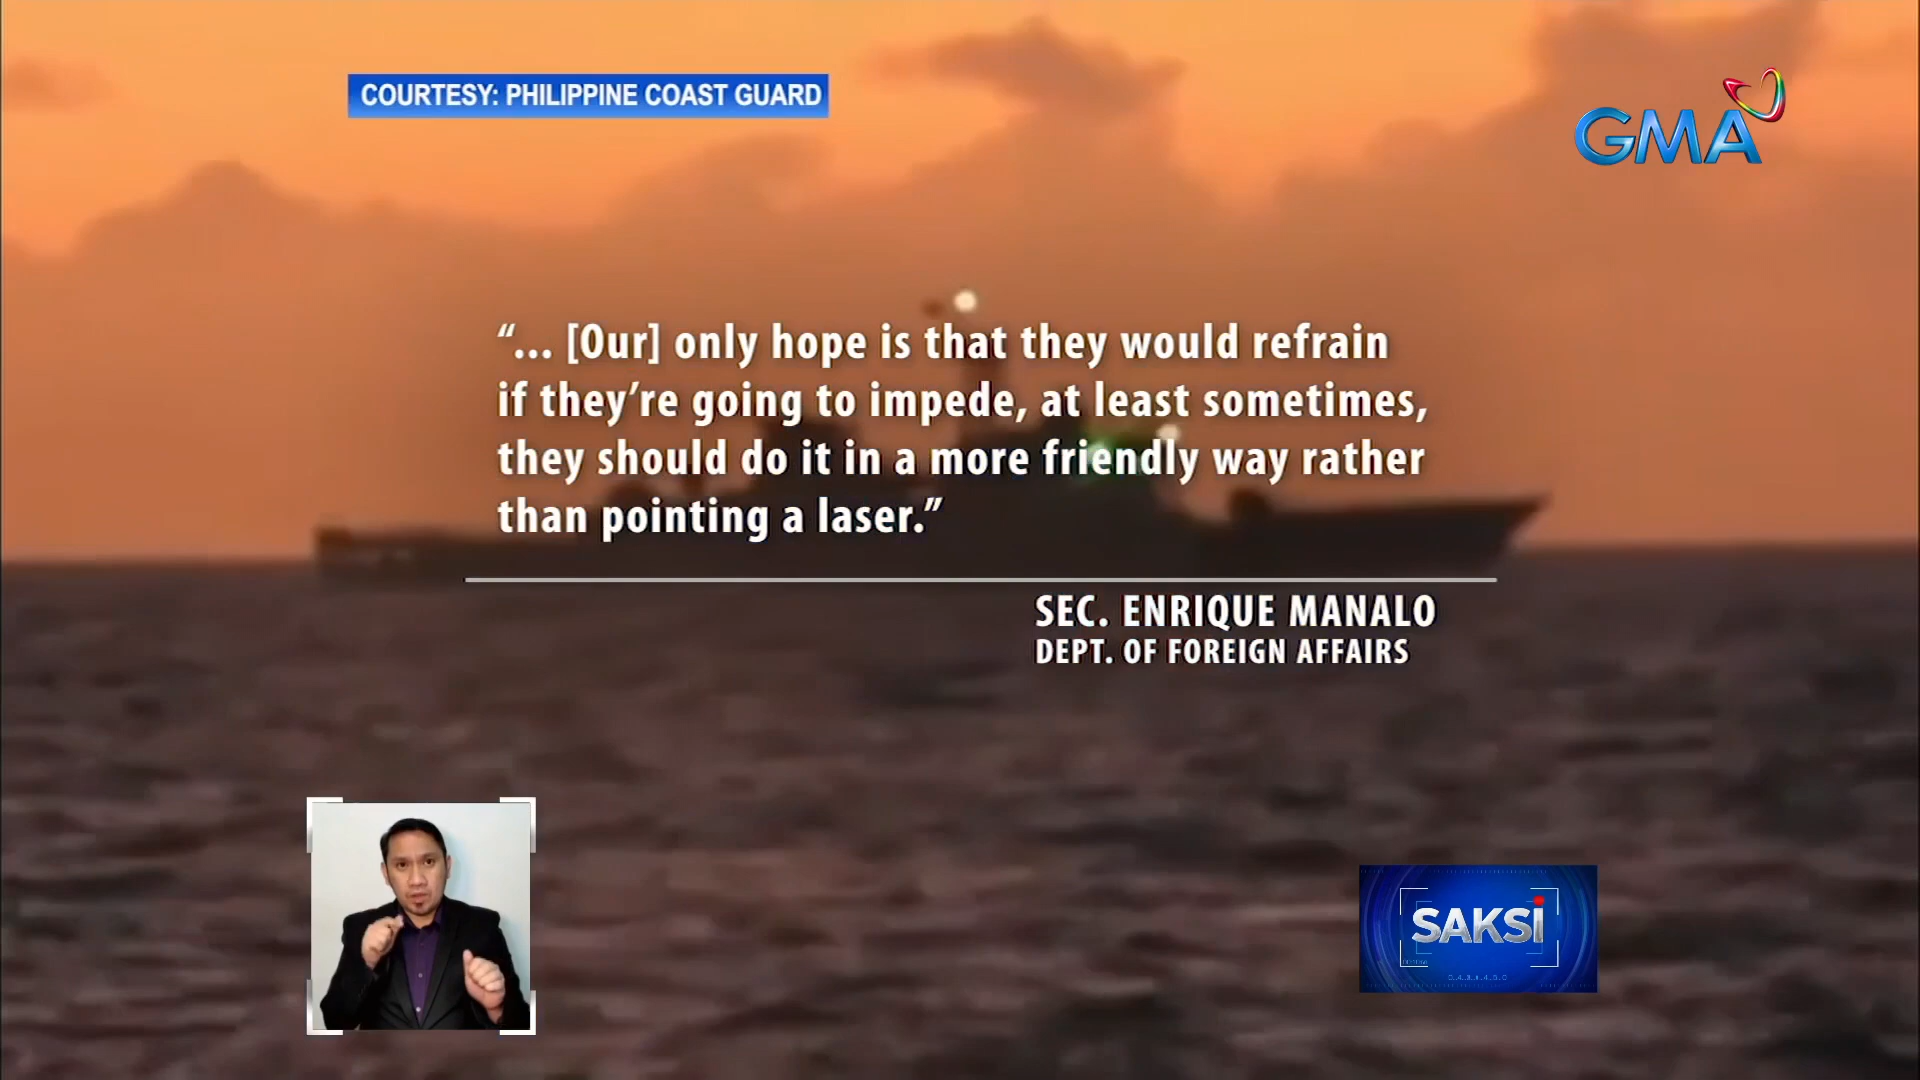 COURTESY: PHILIPPINE COAST GUARD
GMA
“... [Our] only hope is that they would refrain
if they’re going to impede, at least sometimes,
they should do it in a more friendly way rather
than pointing a laser.”
SEC. ENRIQUE MANALO
DEPT. OF FOREIGN AFFAIRS
SAKSI